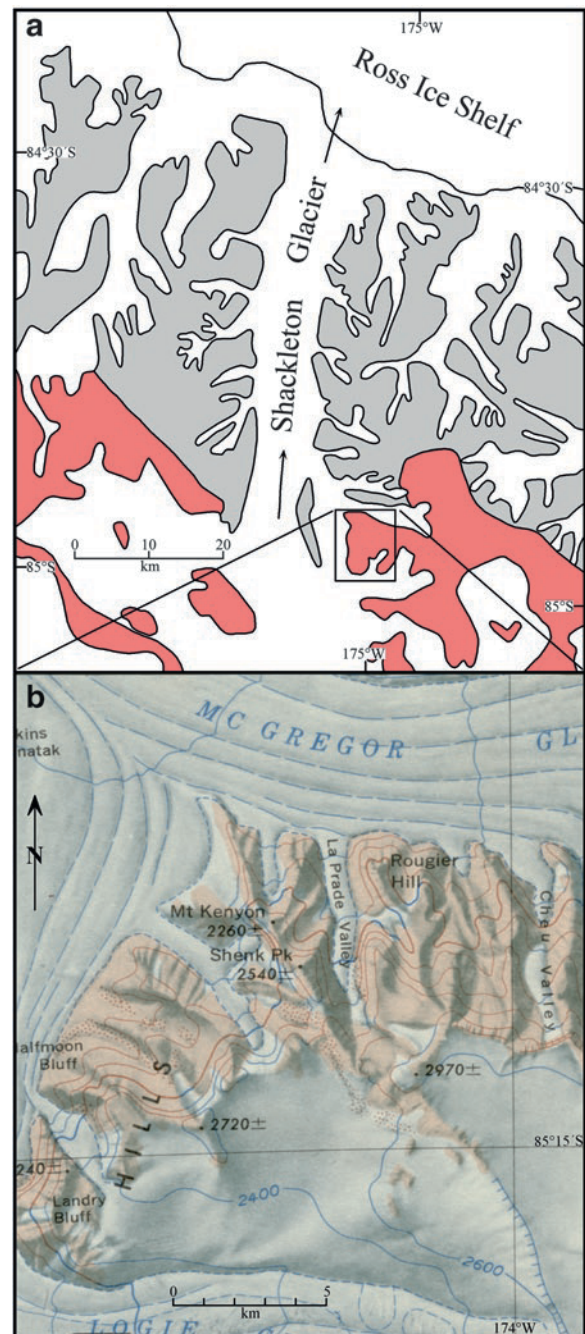 a
175°W
Ross Ice Shelf
84°30´S
84°30´S
Shackleton Glacier
0 10 20
km
85°S
85°S
175°W
b
MC GREGOR GL
kins
natak
N
La Prade Valley
Rougier
Hill
Cheu Valley
Mt Kenyon
2260±
Shenk Pk
2540±
alfmoon
Bluff
2970±
HILLS
2720±
85°15´S
240±
Landry
Bluff
2400
2600
0 5
km
LOGIE
174°W